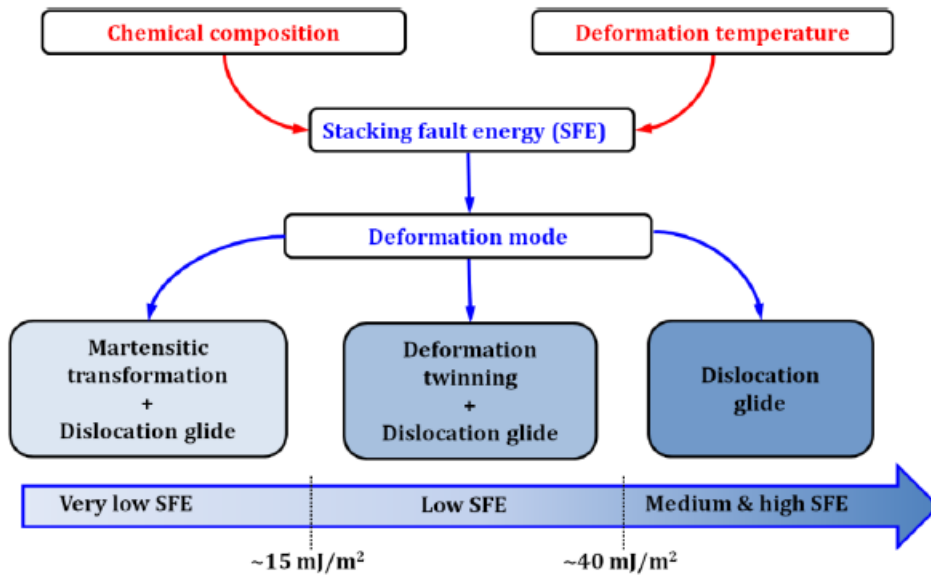 Chemical composition
Deformation temperature
Stacking fault energy (SFE)
Deformation mode
Martensitic
transformation
+
Dislocation glide
Deformation
twinning
+
Dislocation glide
Dislocation
glide
Very low SFE
Low SFE
Medium & high SFE
~15 mJ/m²
~40 mJ/m²